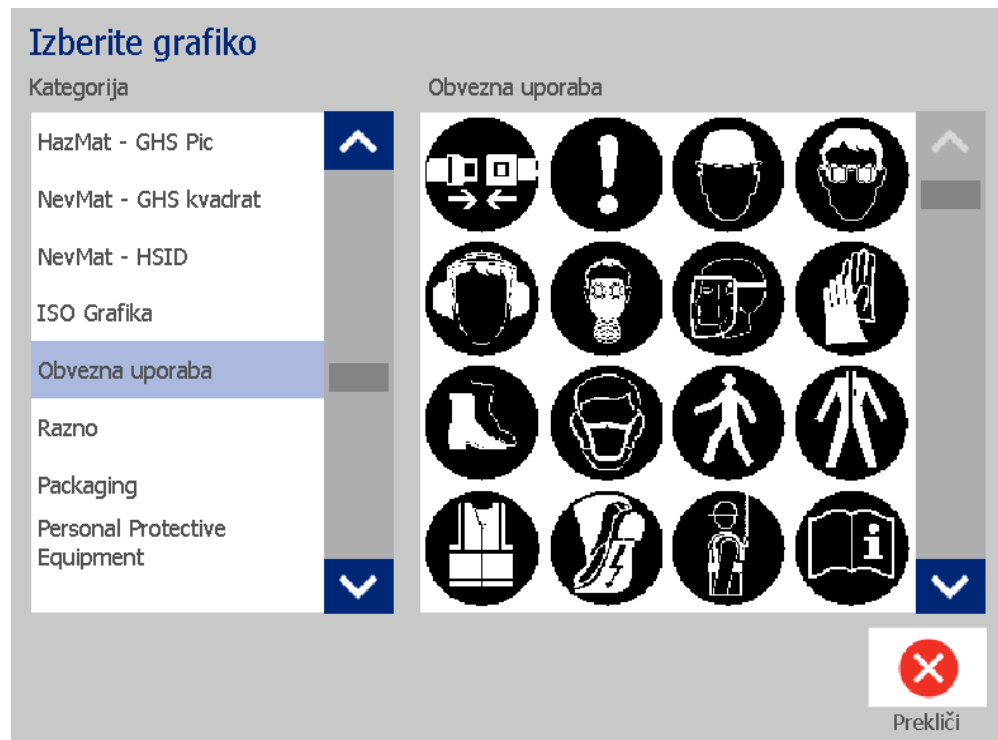 Izberite grafiko
Kategorija
HazMat - GHS Pic
NevMat - GHS kvadrat
NevMat - HSID
ISO Grafika
Obvezna uporaba
Razno
Packaging
Personal Protective
Equipment
Obvezna uporaba
Prekliči